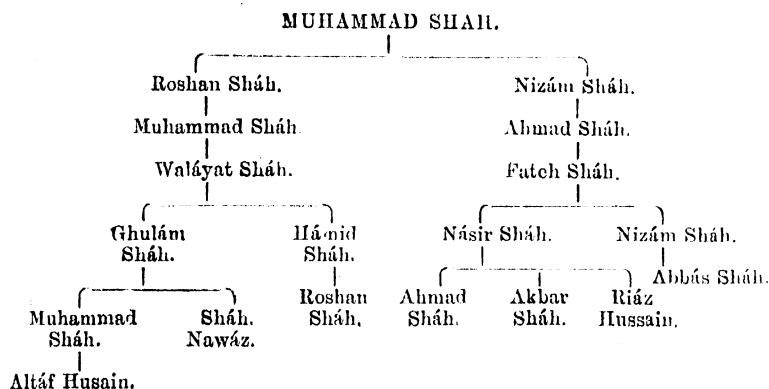 MUHAMMAD SHAH.
Roshan Sháh. Nizám Sháh.
Muhammad Sháh Ahmad Sháh.
Waláyat Sháh. Fateh Sháh.
Ghulám Hámid Násir Sháh. Nizám Sháh.
Sháh. Sháh.
Abbás Sháh.
Roshan Ahmad Akbar Riáz
Muhammad Sháh. Sháh. Sháh. Sháh. Hussain.
Sháh. Nawáz.
Altáf Husain.